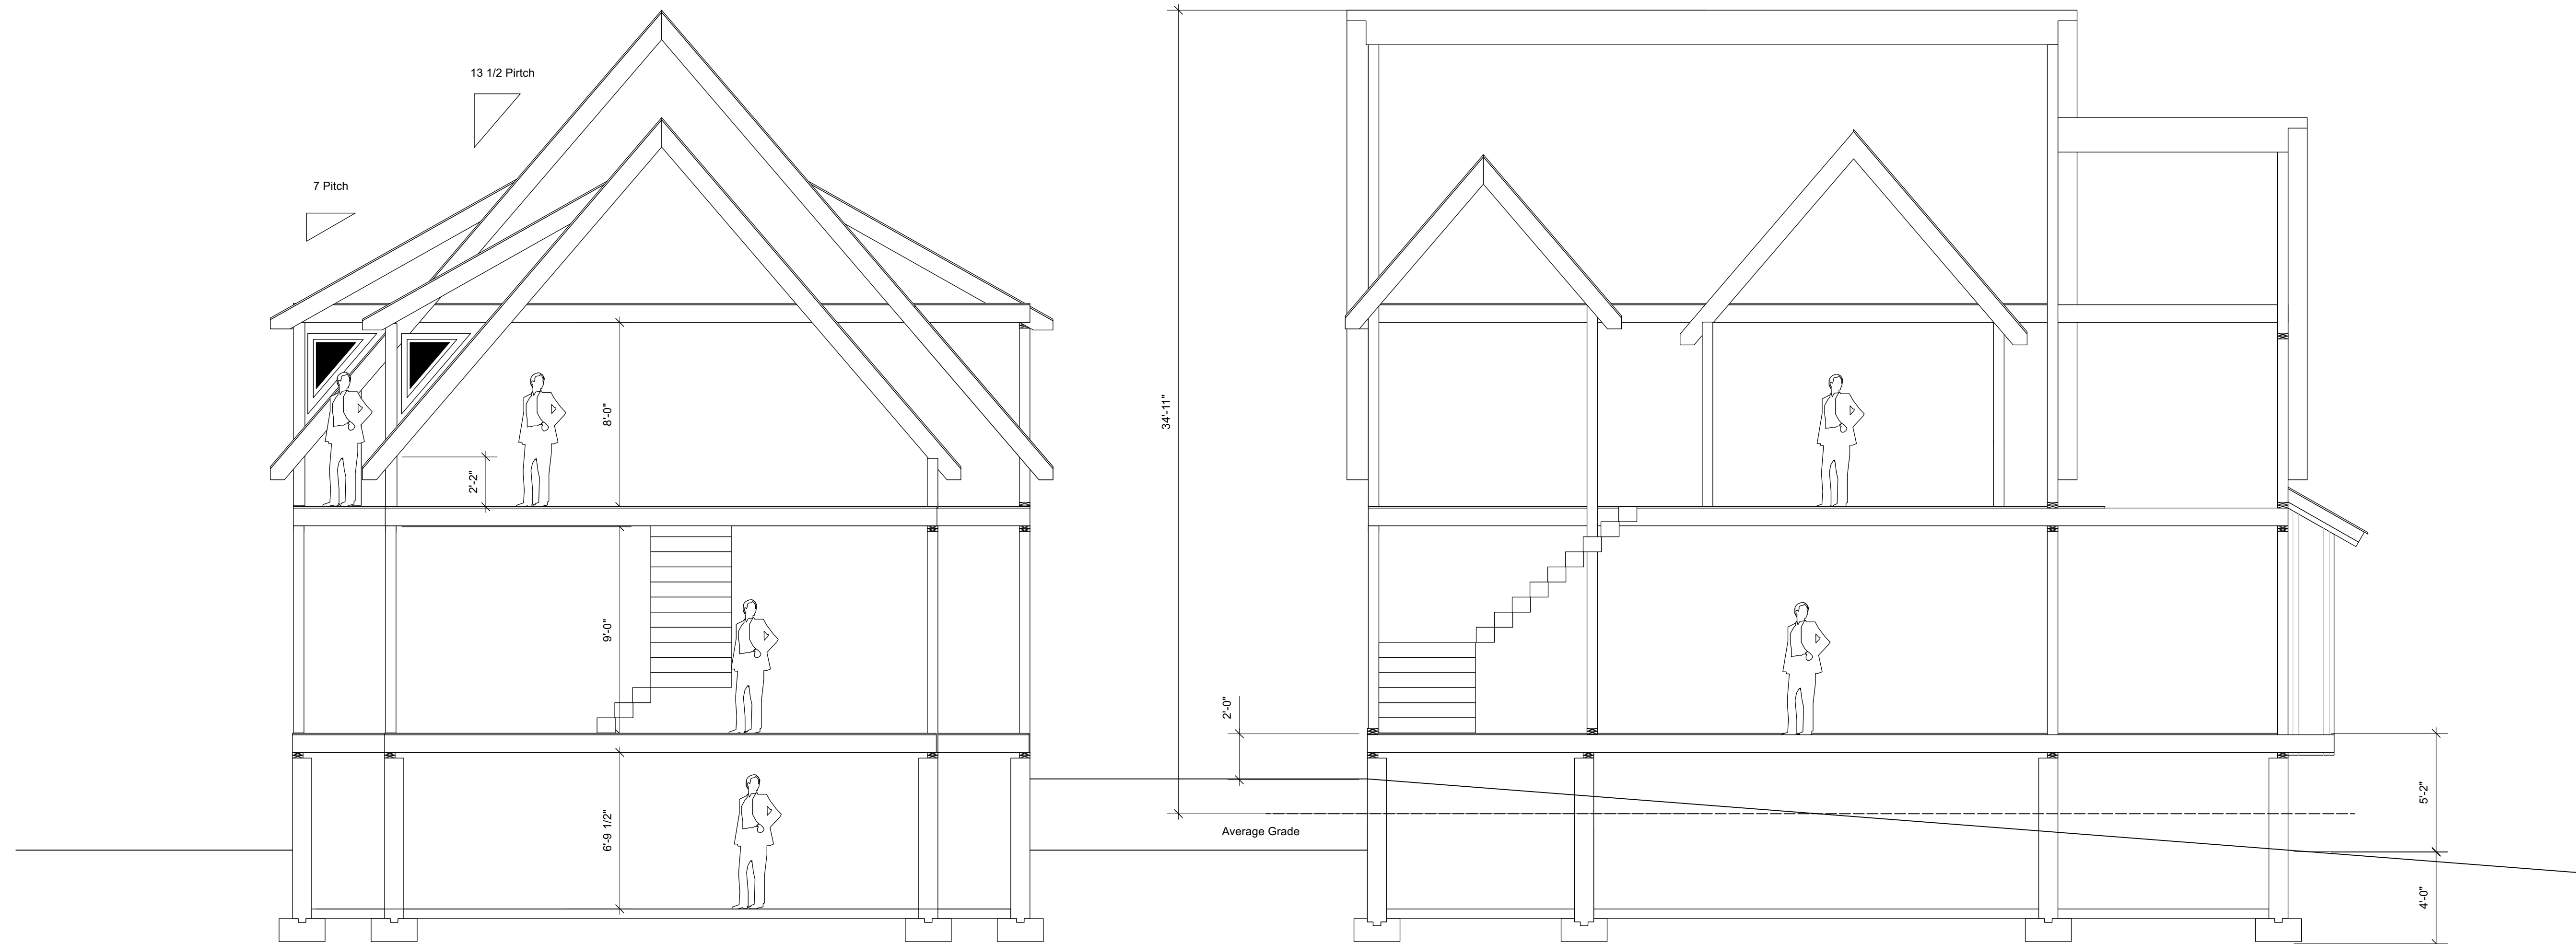 13 1/2 Pirtch
7 Pitch
8'-0"
2'-2"
9'-0"
6'-9 1/2"
34'-11"
2'-0"
Average Grade
5'-2"
4'-0"